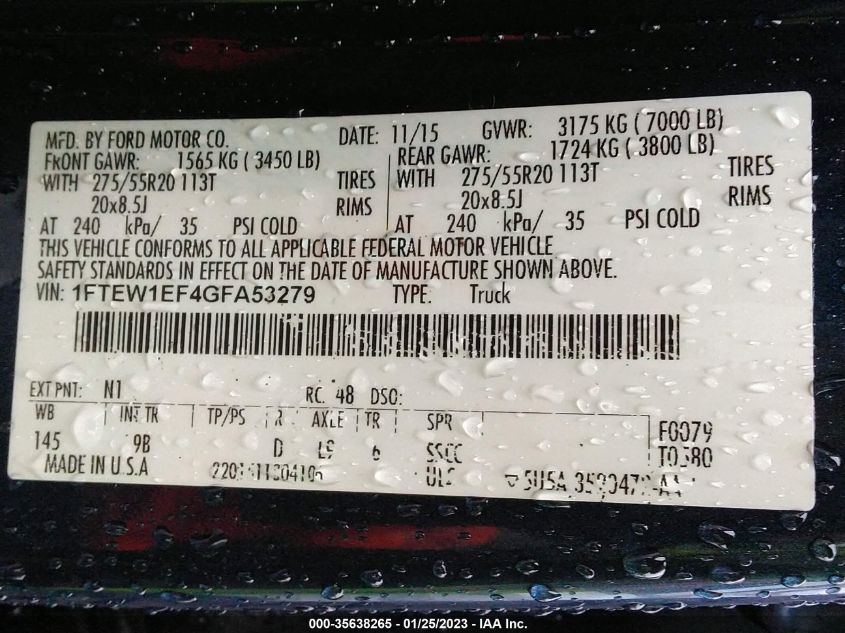 MFD. BY FORD MOTOR CO. DATE: 11/15 GVWR: 3175 KG ( 7000 LB)
FRONT GAWR: 1565 KG ( 3450 LB) REAR GAWR: 1724 KG ( 3800 LB)
WITH 275/55R20 113T TIRES WITH 275/55R20 113T TIRES
20x8.5J RIMS 20x8.5J RIMS
AT 240 kPa/ 35 PSI COLD AT 240 kPa/ 35 PSI COLD
THIS VEHICLE CONFORMS TO ALL APPLICABLE FEDERAL MOTOR VEHICLE
SAFETY STANDARDS IN EFFECT ON THE DATE OF MANUFACTURE SHOWN ABOVE.
VIN: 1FTEW1EF4GFA53279 TYPE: Truck
EXT PNT: N1 RC: 48 DSO:
WB INT TR TP/PS R AXLE TR SPR F0079
145 9B D L9 6 SSCC T0580
MADE IN U.S.A
000-35638265 - 01/25/2023 - IAA Inc.